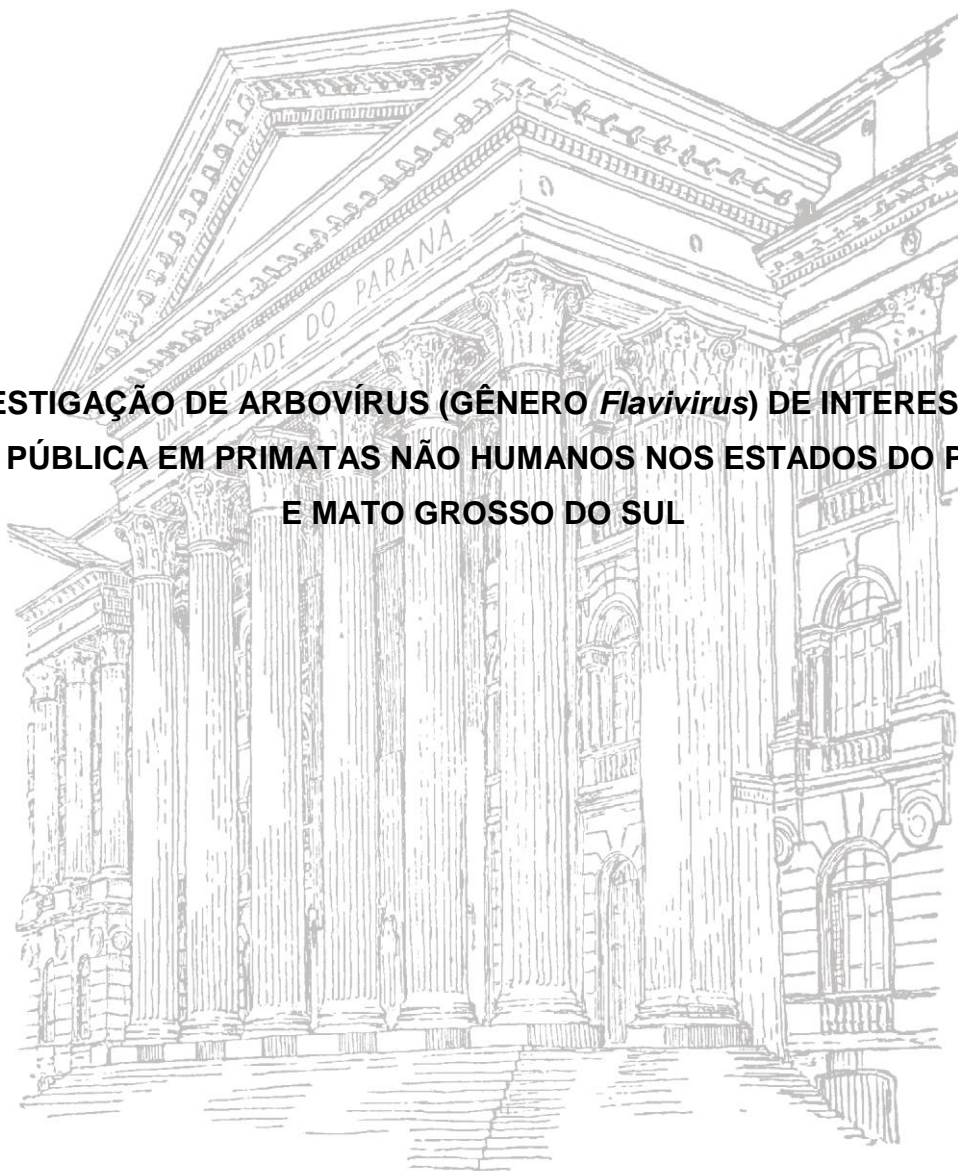 DADE DO PARANÁ
ESTIGAÇÃO DE ARBOVÍRUS (GÊNERO Flavivirus) DE INTERES
PÚBLICA EM PRIMATAS NÃO HUMANOS NOS ESTADOS DO P
E MATO GROSSO DO SUL